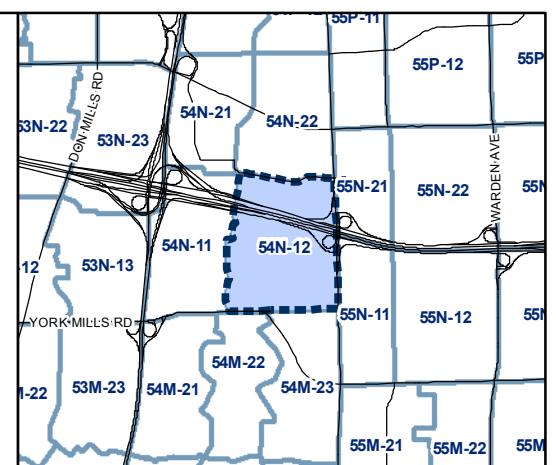 55P-11
55P-12
55P
54N-21
54N-22
53N-22
DON MILLS RD
53N-23
WARDEN AVE
55N-21
55N-22
55N
54N-11
54N-12
-12
53N-13
55N-11
55N-12
55N
YORK MILLS RD
54M-22
-22
53M-23
54M-21
54M-23
55M-21
55M-22
55M